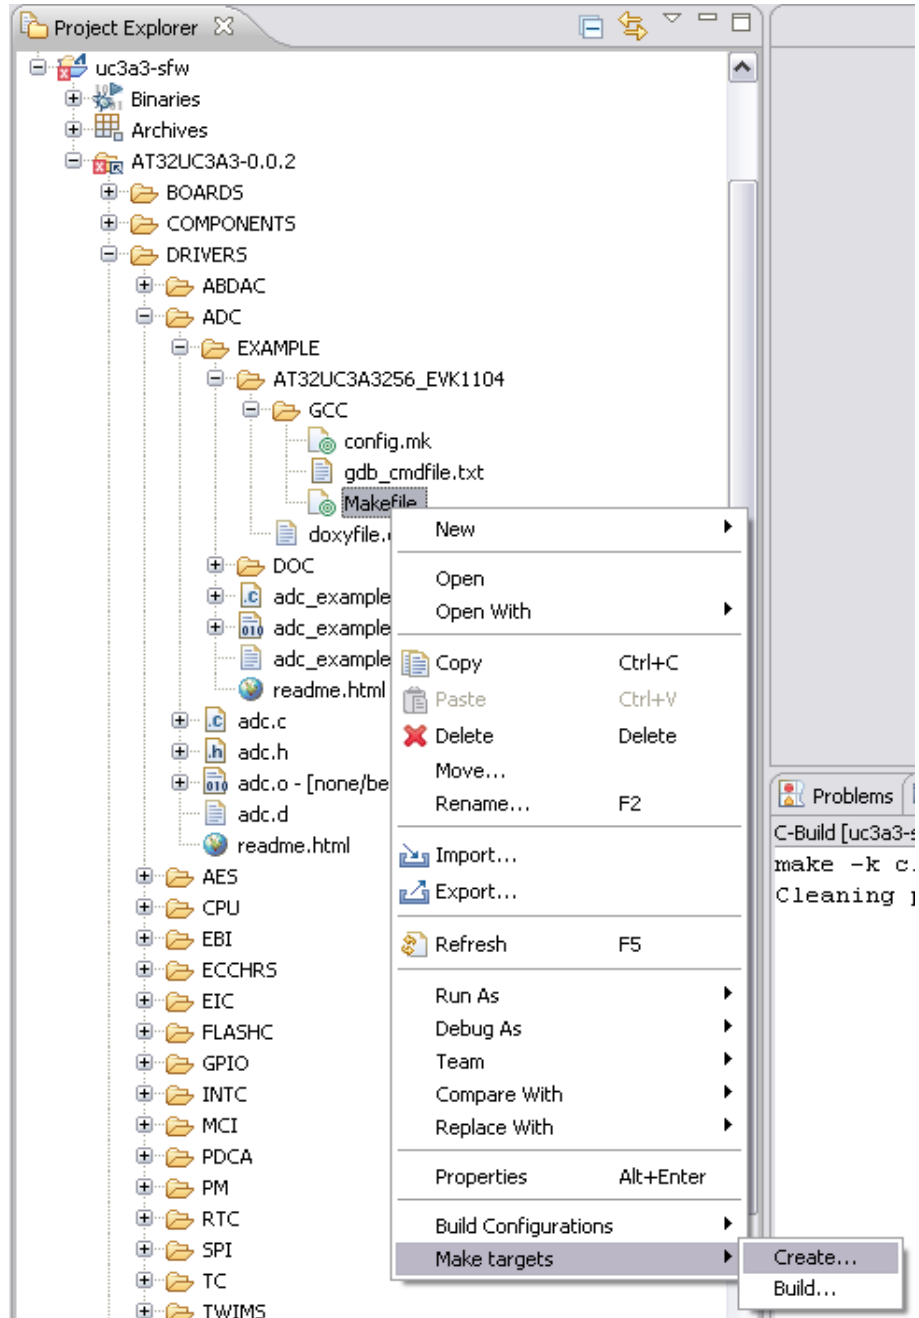 Project Explorer
uc3a3-sfw
Binaries
Archives
AT32UC3A3-0.0.2
BOARDS
COMPONENTS
DRIVERS
ABDAC
ADC
EXAMPLE
AT32UC3A3256_EVK1104
GCC
config.mk
gdb_cmdfile.txt
Makefile
doxyfile.
DOC
adc_example
adc_example
adc_example
readme.html
adc.c
adc.h
adc.o - [none/be
adc.d
readme.html
AES
CPU
EBI
ECCHRS
EIC
FLASHC
GPIO
INTC
MCI
PDCA
PM
RTC
SPI
TC
TWIMS
New
Open
Open With
Copy Ctrl+C
Paste Ctrl+V
Delete Delete
Move...
Rename... F2
Import...
Export...
Refresh F5
Run As
Debug As
Team
Compare With
Replace With
Properties Alt+Enter
Build Configurations
Make targets
Create...
Build...
Problems
C-Build [uc3a3-s
make -k c
Cleaning p